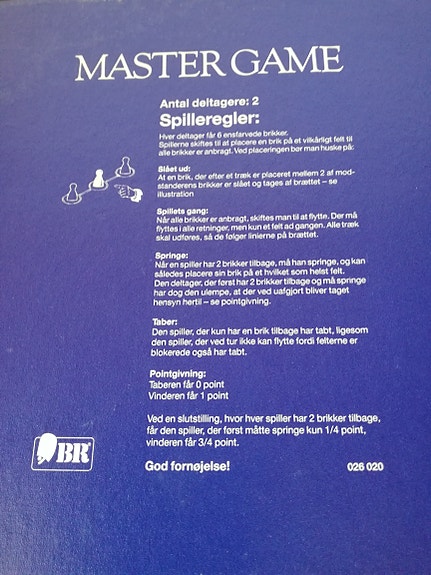 MASTER GAME
Antal deltagere: 2
Spilleregler:
Hver deltager får 6 ensfarvede brikker.
Spillerne skiftes til at placere en brik på et vilkårligt felt til
alle brikker er anbragt. Ved placeringen bør man huske på:
Slået ud:
At en brik, der efter et træk er placeret mellem 2 af mod-
standerens brikker er slået og tages af brættet – se
illustration
Spillets gang:
Når alle brikker er anbragt, skiftes man til at flytte. Der må
flyttes i alle retninger, men kun et felt ad gangen. Alle træk
skal udføres, så de følger linierne på brættet.
Springe:
Når en spiller har 2 brikker tilbage, må han springe, og kan
således placere sin brik på et hvilket som helst felt.
Den deltager, der først har 2 brikker tilbage og må springe
har dog den ulempe, at der ved uafgjort bliver taget
hensyn hertil – se pointgivning.
Taber:
Den spiller, der kun har en brik tilbage har tabt, ligesom
den spiller, der ved tur ikke kan flytte fordi felterne er
blokerede også har tabt.
Pointgivning:
Taberen får 0 point
Vinderen får 1 point
Ved en slutstilling, hvor hver spiller har 2 brikker tilbage,
får den spiller, der først måtte springe kun 1/4 point,
vinderen får 3/4 point.
BR
God fornøjelse!
026 020